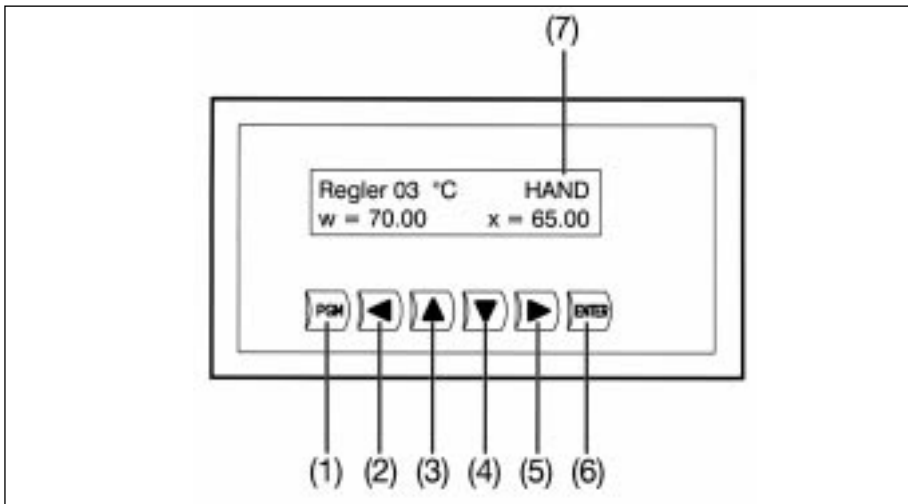 (7)
Regler 03 °C HAND
w = 70.00 x = 65.00
PGM ENTER
(1) (2) (3) (4) (5) (6)